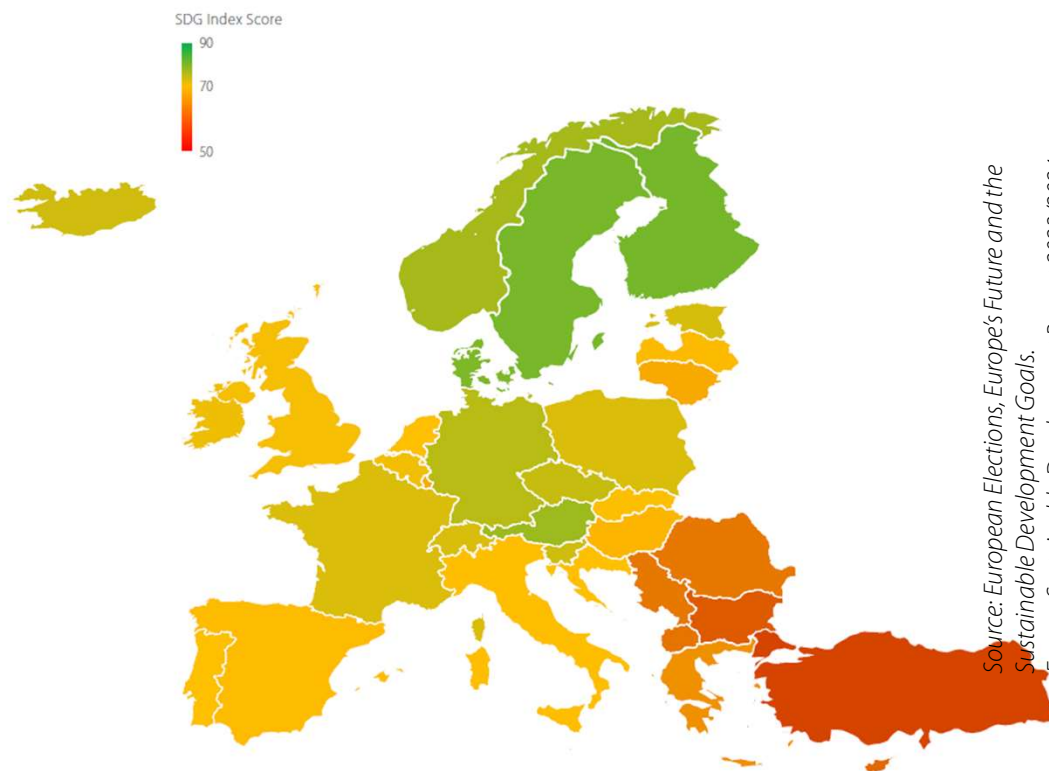 SDG Index Score
90
70
50
Source: European Elections, Europe's Future and the
Sustainable Development Goals.